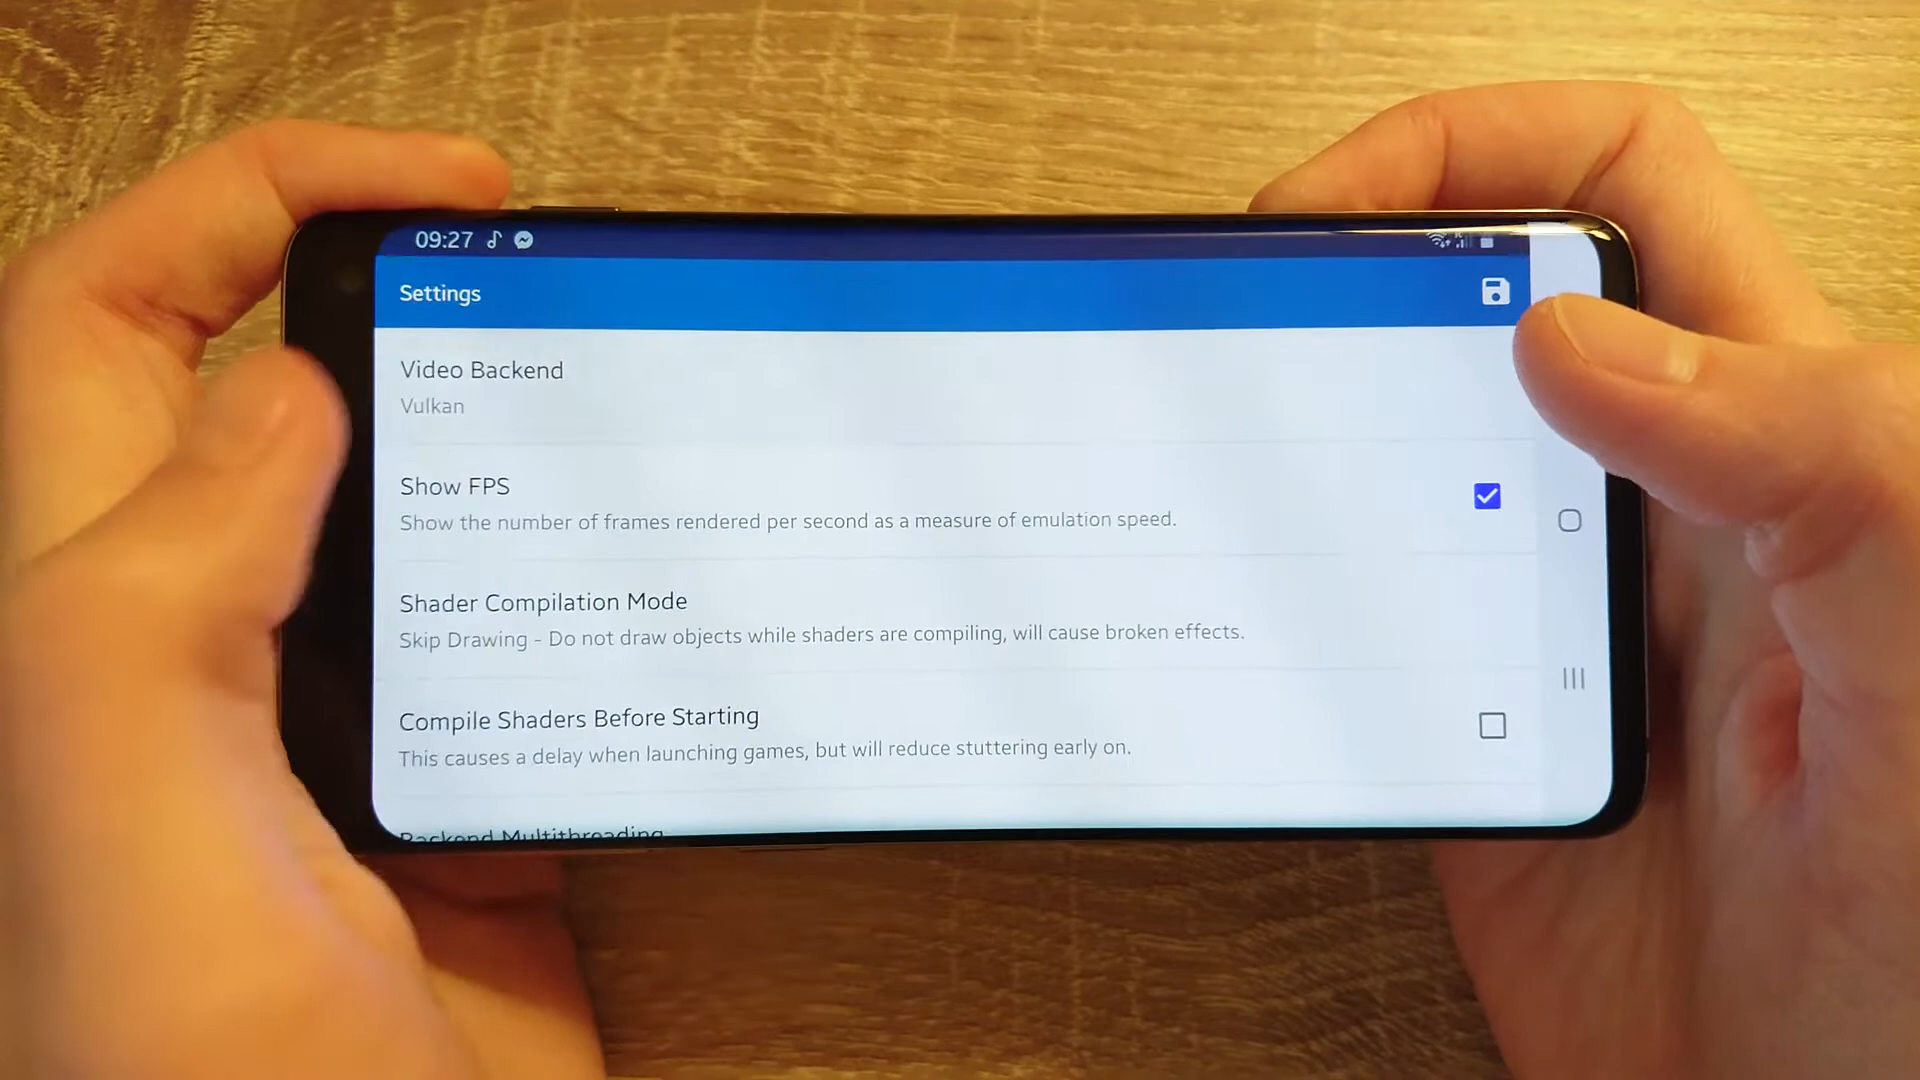 09:27
Settings
Video Backend
Vulkan
Show FPS
Show the number of frames rendered per second as a measure of emulation speed.
Shader Compilation Mode
Skip Drawing - Do not draw objects while shaders are compiling, will cause broken effects.
Compile Shaders Before Starting
This causes a delay when launching games, but will reduce stuttering early on.
Backend Multithreading